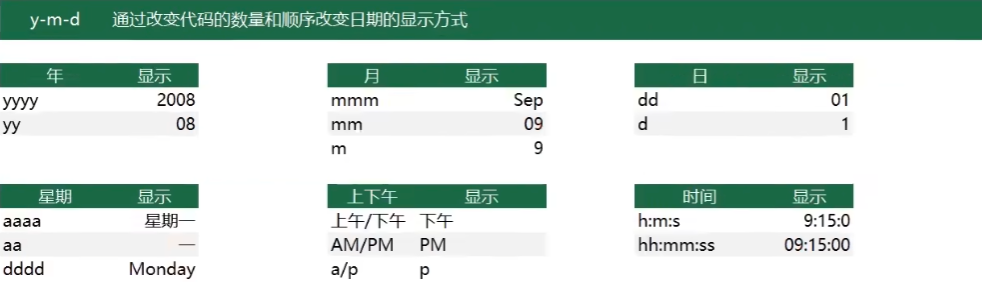 y-m-d 通过改变代码的数量和顺序改变日期的显示方式
年 显示 月 显示 日 显示
yyyy 2008 mmm Sep dd 01
yy 08 mm 09 d 1
m 9
星期 显示 上下午 显示 时间 显示
aaaa 星期一 上午/下午 下午 h:m:s 9:15:0
aa 一 AM/PM PM hh:mm:ss 09:15:00
dddd Monday a/p p